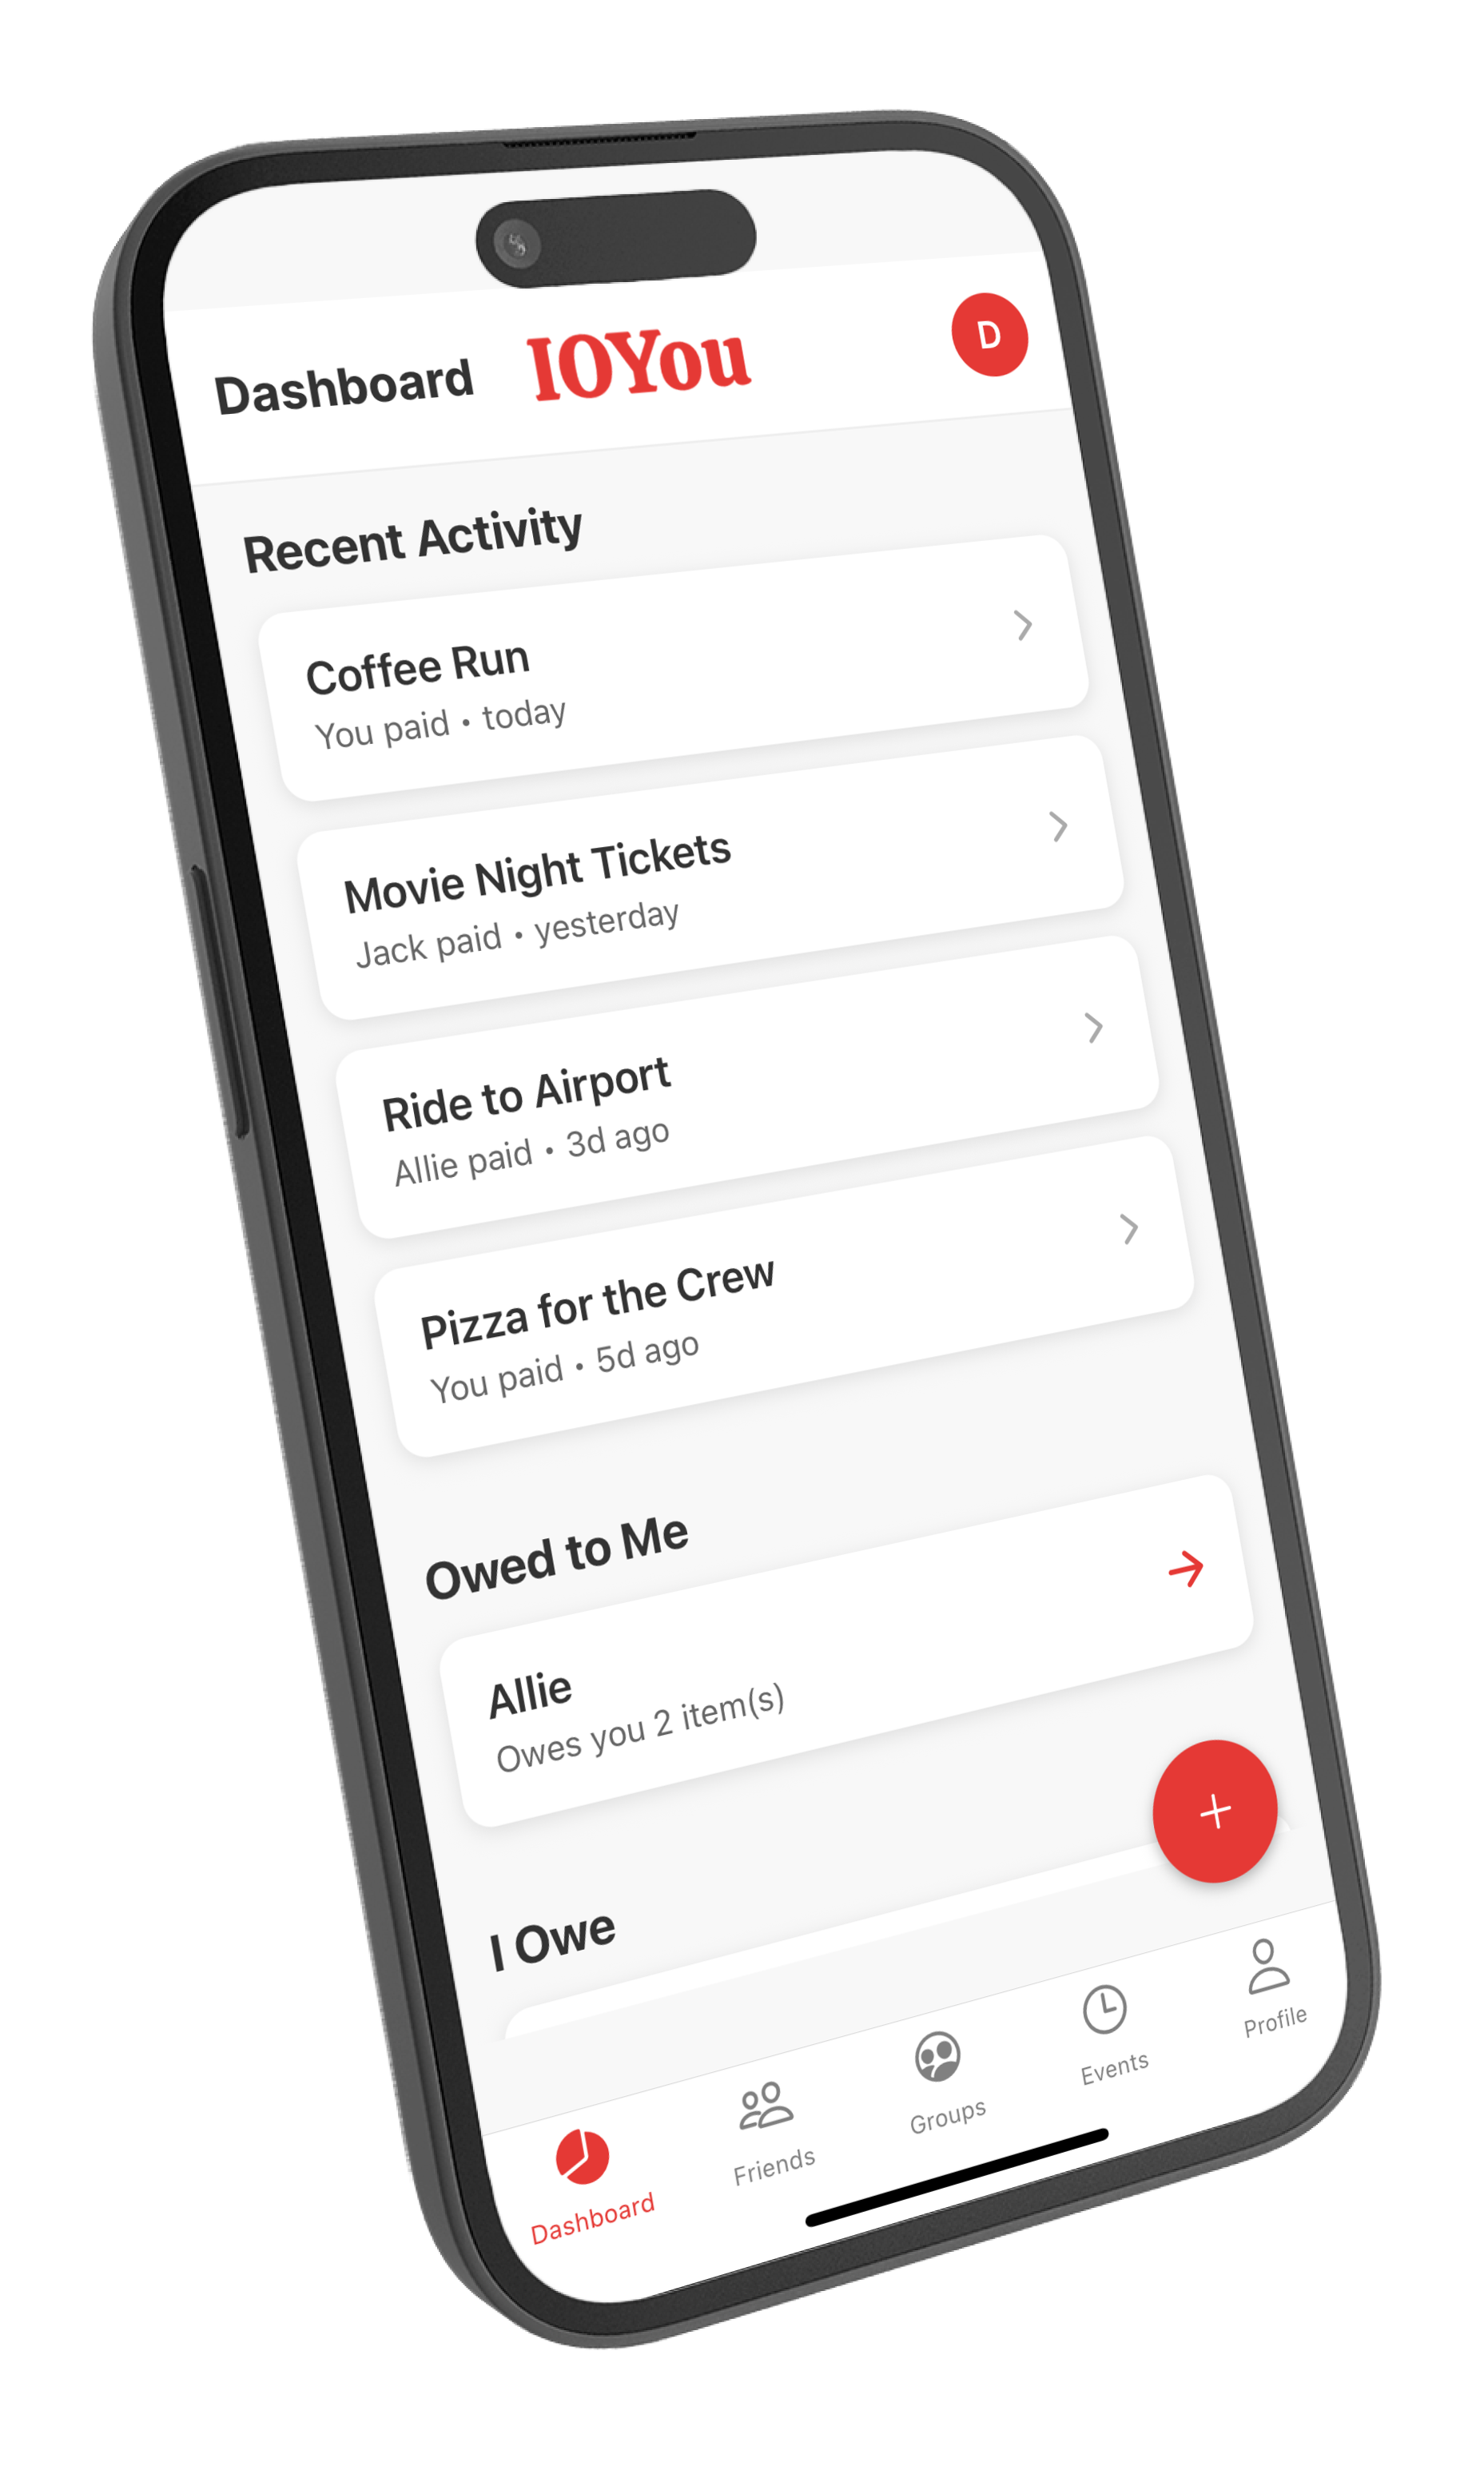 Dashboard IOYou D
Recent Activity
Coffee Run
You paid • today
Movie Night Tickets
Jack paid • yesterday
Ride to Airport
Allie paid • 3d ago
Pizza for the Crew
You paid • 5d ago
Owed to Me
Allie
Owes you 2 item(s)
I Owe
Dashboard
Friends
Groups
Events
Profile